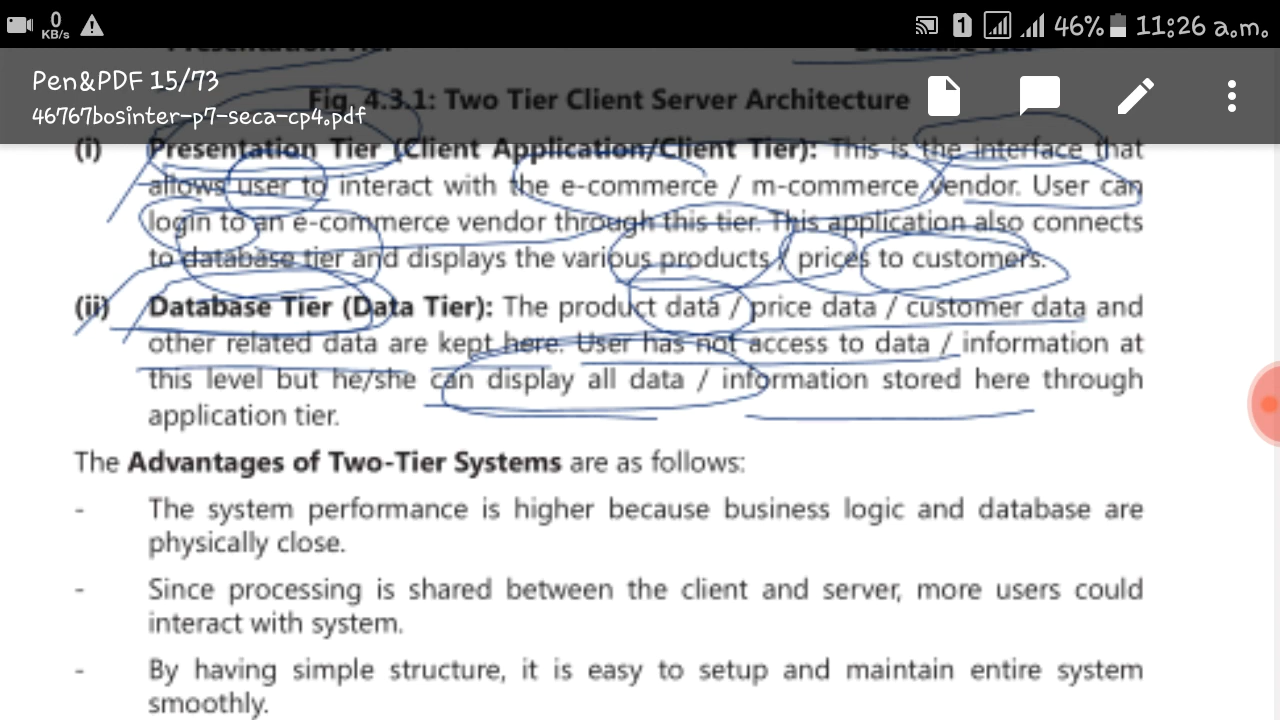 0 KB/s 1 46% 11:26 a.m.
Presentation Tier Database Tier
Pen&PDF 15/73
46767bosinter-p7-seca-cp4.pdf
Fig. 4.3.1: Two Tier Client Server Architecture
(i) Presentation Tier (Client Application/Client Tier): This is the interface that
allows user to interact with the e-commerce / m-commerce vendor. User can
login to an e-commerce vendor through this tier. This application also connects
to database tier and displays the various products / prices to customers.
(ii) Database Tier (Data Tier): The product data / price data / customer data and
other related data are kept here. User has not access to data / information at
this level but he/she can display all data / information stored here through
application tier.
The Advantages of Two-Tier Systems are as follows:
- The system performance is higher because business logic and database are
physically close.
- Since processing is shared between the client and server, more users could
interact with system.
- By having simple structure, it is easy to setup and maintain entire system
smoothly.